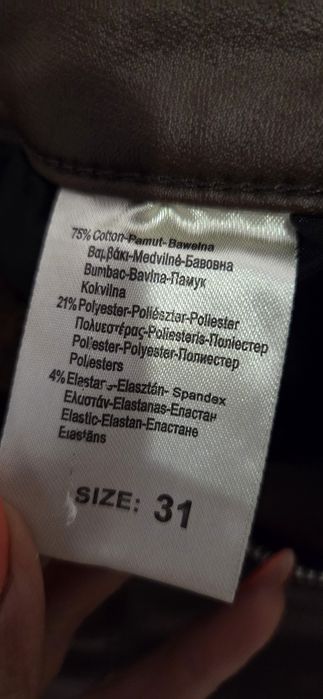 75% Cotton-Pamut-Bawełna
Βαμβάκι-Medvilnė-Бавовна
Bumbac-Bavlna-Памук
Kokvilna
21% Polyester-Poliészter-Poliester
Πολυεστέρας-Poliesteris-Поліестер
Poliester-Polyester-Полиестер
Poliesters
4% Elastan-Elasztán- Spandex
Ελαστάν-Elastanas-Еластан
Elastic-Elastan-Еластане
Elastāns
SIZE: 31